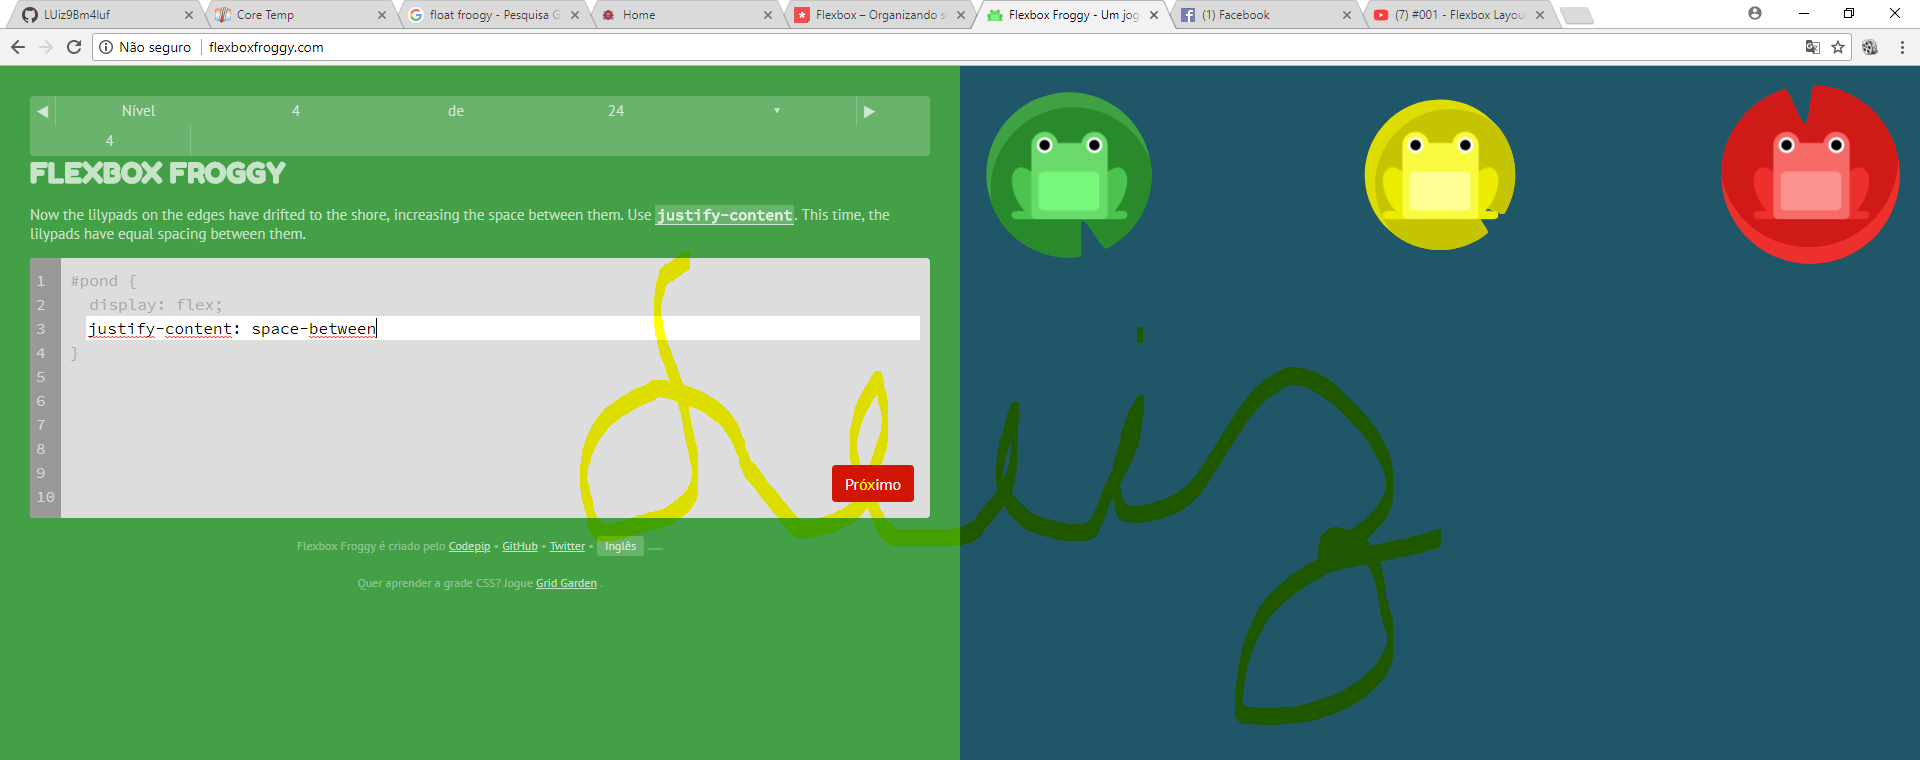 LUiz9Bm4luf
Core Temp
float froogy - Pesquisa G
Home
Flexbox – Organizando s
Flexbox Froggy - Um jog
(1) Facebook
(7) #001 - Flexbox Layou
Não seguro
flexboxfroggy.com
Nível 4 de 24 ▾
4
FLEXBOX FROGGY
Now the lilypads on the edges have drifted to the shore, increasing the space between them. Use justify-content. This time, the
lilypads have equal spacing between them.
1 #pond {
2 display: flex;
3 justify-content: space-between
4 }
5
6
7
8
9
10
Próximo
Luiz
Flexbox Froggy é criado pelo Codepip • GitHub • Twitter • Inglês
Quer aprender a grade CSS? Jogue Grid Garden .